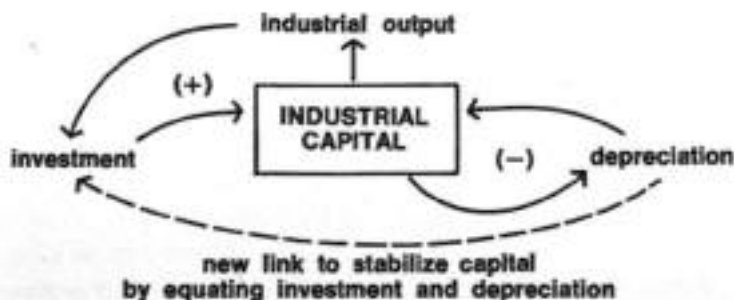 industrial output
(+)
INDUSTRIAL
CAPITAL
investment
(−)
depreciation
new link to stabilize capital
by equating investment and depreciation